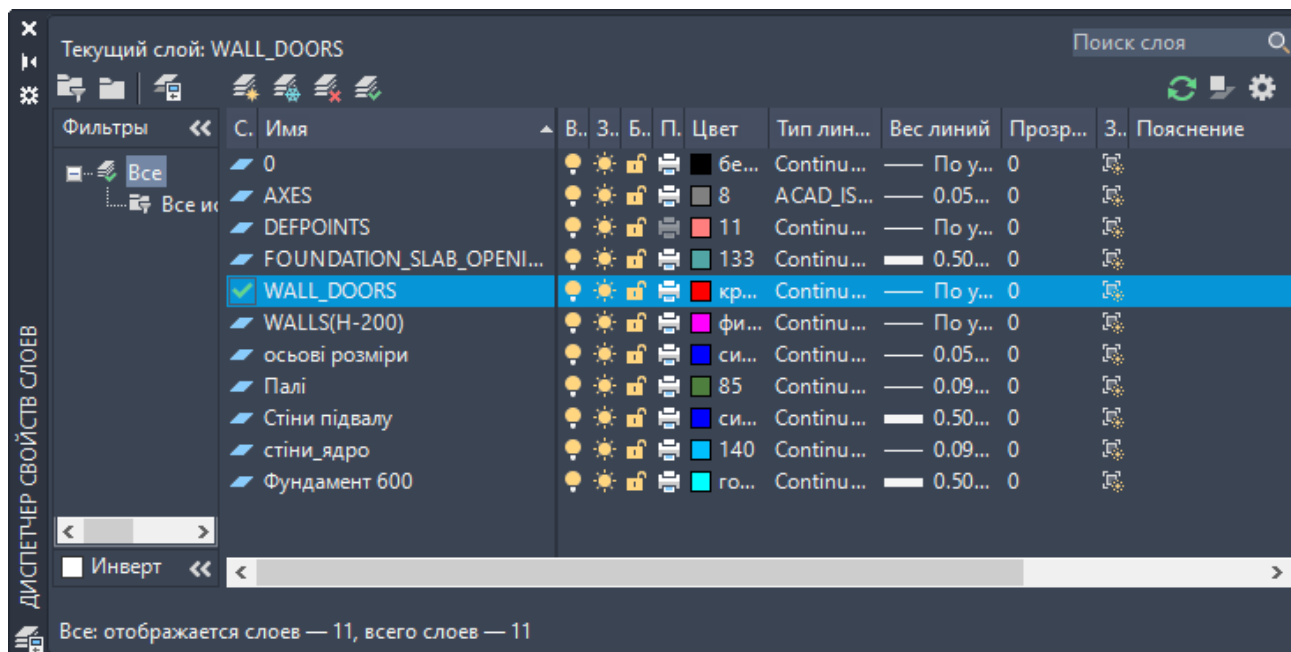 Текущий слой: WALL_DOORS
Поиск слоя
Фильтры
С. Имя В.. З.. Б.. П. Цвет Тип лин... Вес линий Прозр... З.. Пояснение
Все
Все ис
0 бе... Continu... По у... 0
AXES 8 ACAD_IS... 0.05... 0
DEFPOINTS 11 Continu... По у... 0
FOUNDATION_SLAB_OPENI... 133 Continu... 0.50... 0
WALL_DOORS кр... Continu... По у... 0
WALLS(H-200) фи... Continu... По у... 0
осьові розміри си... Continu... 0.05... 0
Палі 85 Continu... 0.09... 0
Стіни підвалу си... Continu... 0.50... 0
стіни_ядро 140 Continu... 0.09... 0
Фундамент 600 го... Continu... 0.50... 0
Инверт
Все: отображается слоев — 11, всего слоев — 11
ДИСПЕТЧЕР СВОЙСТВ СЛОЕВ